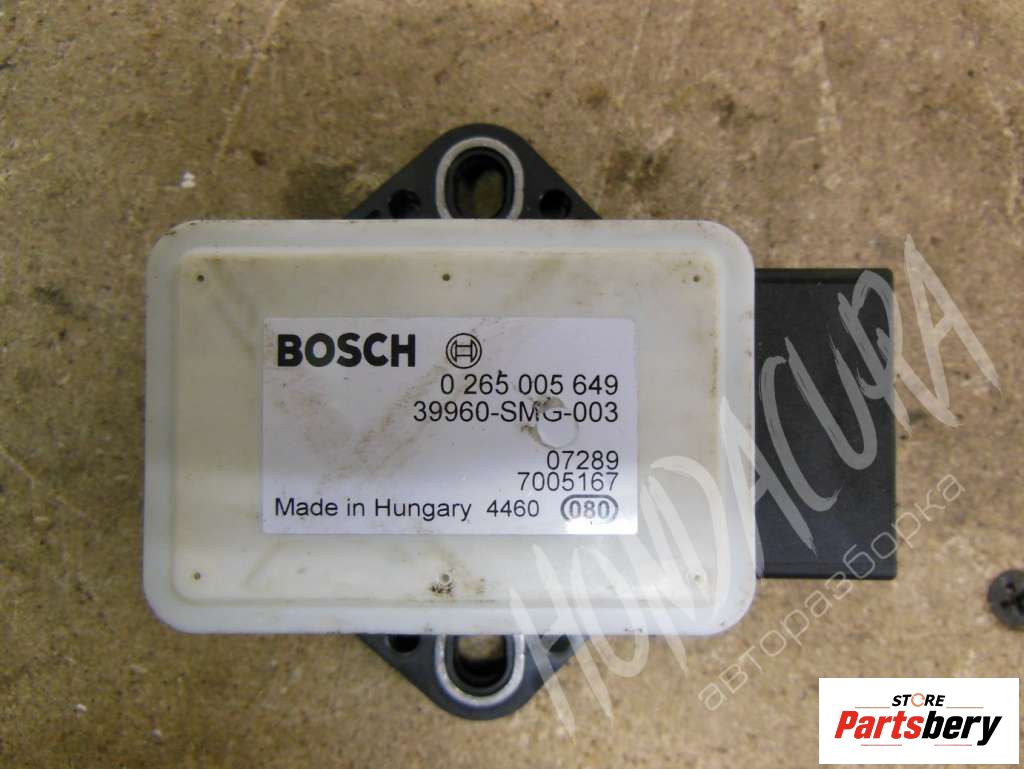 BOSCH
0 265 005 649
39960-SMG-003
07289
7005167
Made in Hungary 4460 080
HONDACURA
авторазборка
STORE
Partsbery